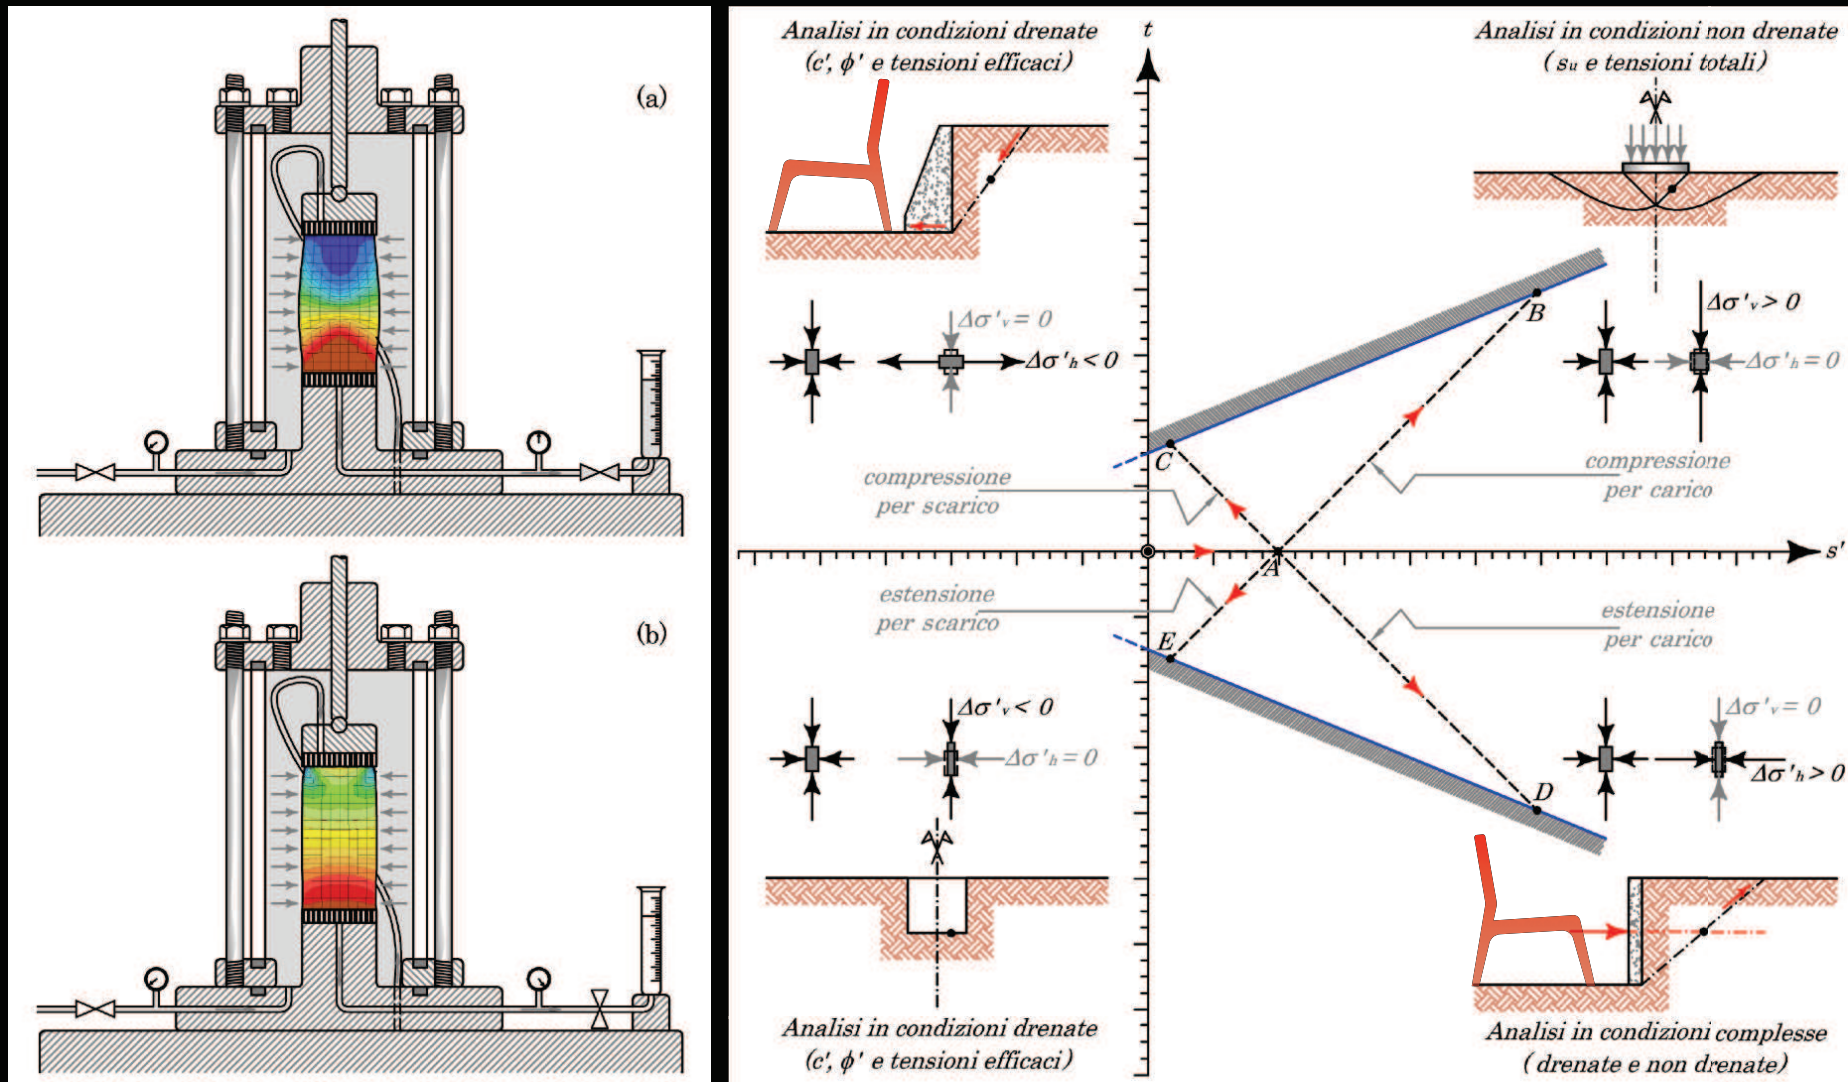 (a)
(b)
Analisi in condizioni drenate
(c', ϕ' e tensioni efficaci)
t
Analisi in condizioni non drenate
(su e tensioni totali)
Δσ'v = 0
Δσ'h < 0
B
Δσ'v > 0
Δσ'h = 0
C
compressione
per scarico
compressione
per carico
A
s'
estensione
per scarico
estensione
per carico
E
Δσ'v < 0
Δσ'h = 0
D
Δσ'v = 0
Δσ'h > 0
Analisi in condizioni drenate
(c', ϕ' e tensioni efficaci)
Analisi in condizioni complesse
(drenate e non drenate)